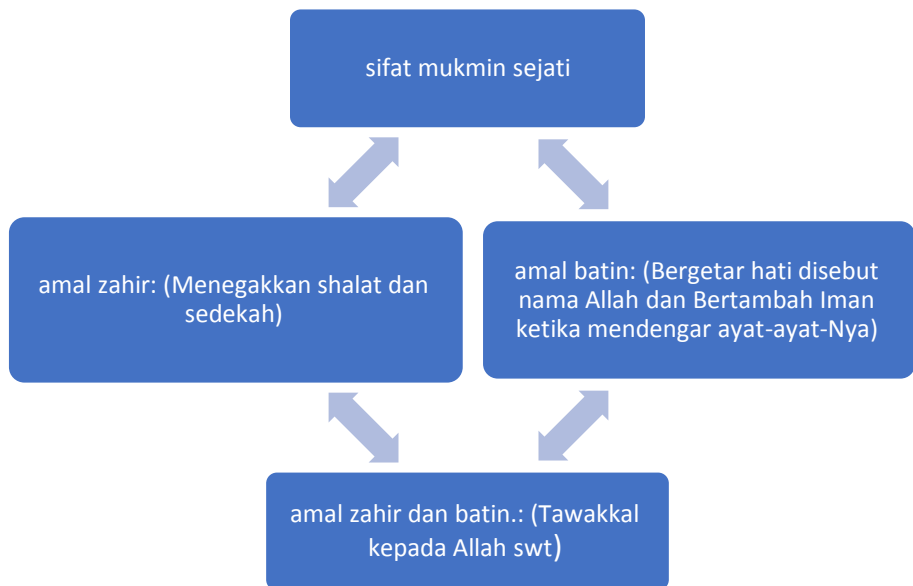 sifat mukmin sejati
amal zahir: (Menegakkan shalat dan
sedekah)
amal batin: (Bergetar hati disebut
nama Allah dan Bertambah Iman
ketika mendengar ayat-ayat-Nya)
amal zahir dan batin.: (Tawakkal
kepada Allah swt)